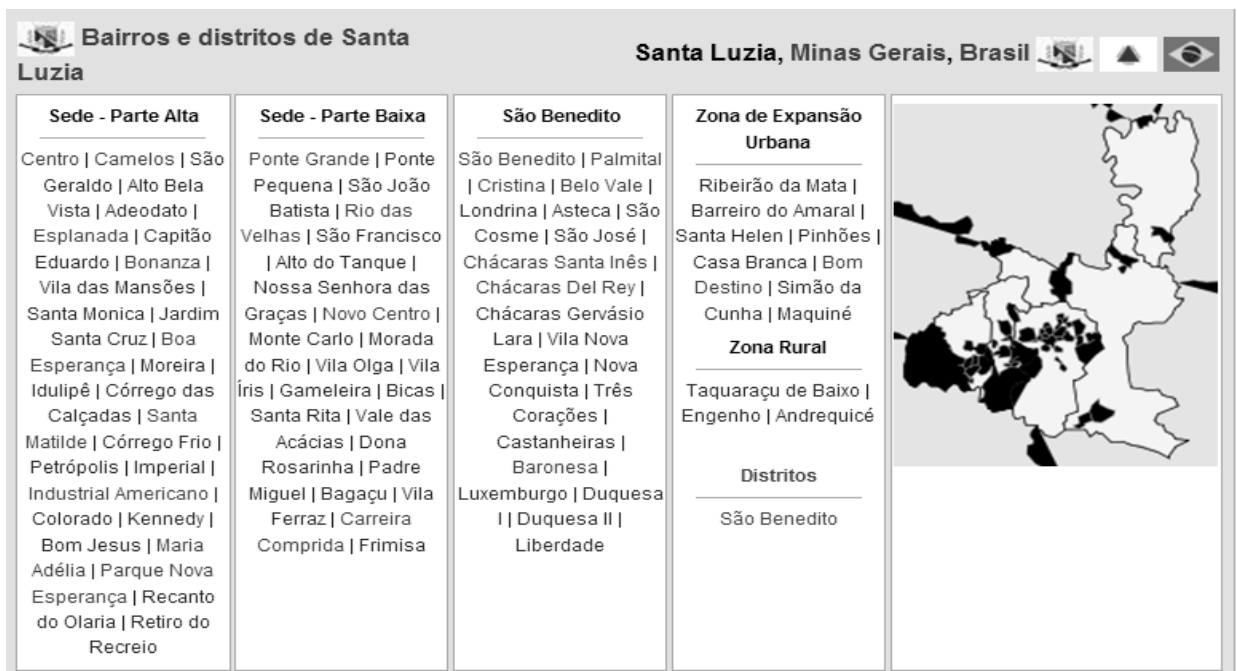 Bairros e distritos de Santa
Luzia
Santa Luzia, Minas Gerais, Brasil
Sede - Parte Alta
Centro | Camelos | São
Geraldo | Alto Bela
Vista | Adeodato |
Esplanada | Capitão
Eduardo | Bonanza |
Vila das Mansões |
Santa Monica | Jardim
Santa Cruz | Boa
Esperança | Moreira |
Idulipê | Córrego das
Calçadas | Santa
Matilde | Córrego Frio |
Petrópolis | Imperial |
Industrial Americano |
Colorado | Kennedy |
Bom Jesus | Maria
Adélia | Parque Nova
Esperança | Recanto
do Olaria | Retiro do
Recreio
Sede - Parte Baixa
Ponte Grande | Ponte
Pequena | São João
Batista | Rio das
Velhas | São Francisco
| Alto do Tanque |
Nossa Senhora das
Graças | Novo Centro |
Monte Carlo | Morada
do Rio | Vila Olga | Vila
Íris | Gameleira | Bicas |
Santa Rita | Vale das
Acácias | Dona
Rosarinha | Padre
Miguel | Bagaçu | Vila
Ferraz | Carreira
Comprida | Frimisa
São Benedito
São Benedito | Palmital
| Cristina | Belo Vale |
Londrina | Asteca | São
Cosme | São José |
Chácaras Santa Inês |
Chácaras Del Rey |
Chácaras Gervásio
Lara | Vila Nova
Esperança | Nova
Conquista | Três
Corações |
Castanheiras |
Baronesa |
Luxemburgo | Duquesa
I | Duquesa II |
Liberdade
Zona de Expansão
Urbana
Ribeirão da Mata |
Barreiro do Amaral |
Santa Helen | Pinhões |
Casa Branca | Bom
Destino | Simão da
Cunha | Maquiné
Zona Rural
Taquaraçu de Baixo |
Engenho | Andrequicé
Distritos
São Benedito